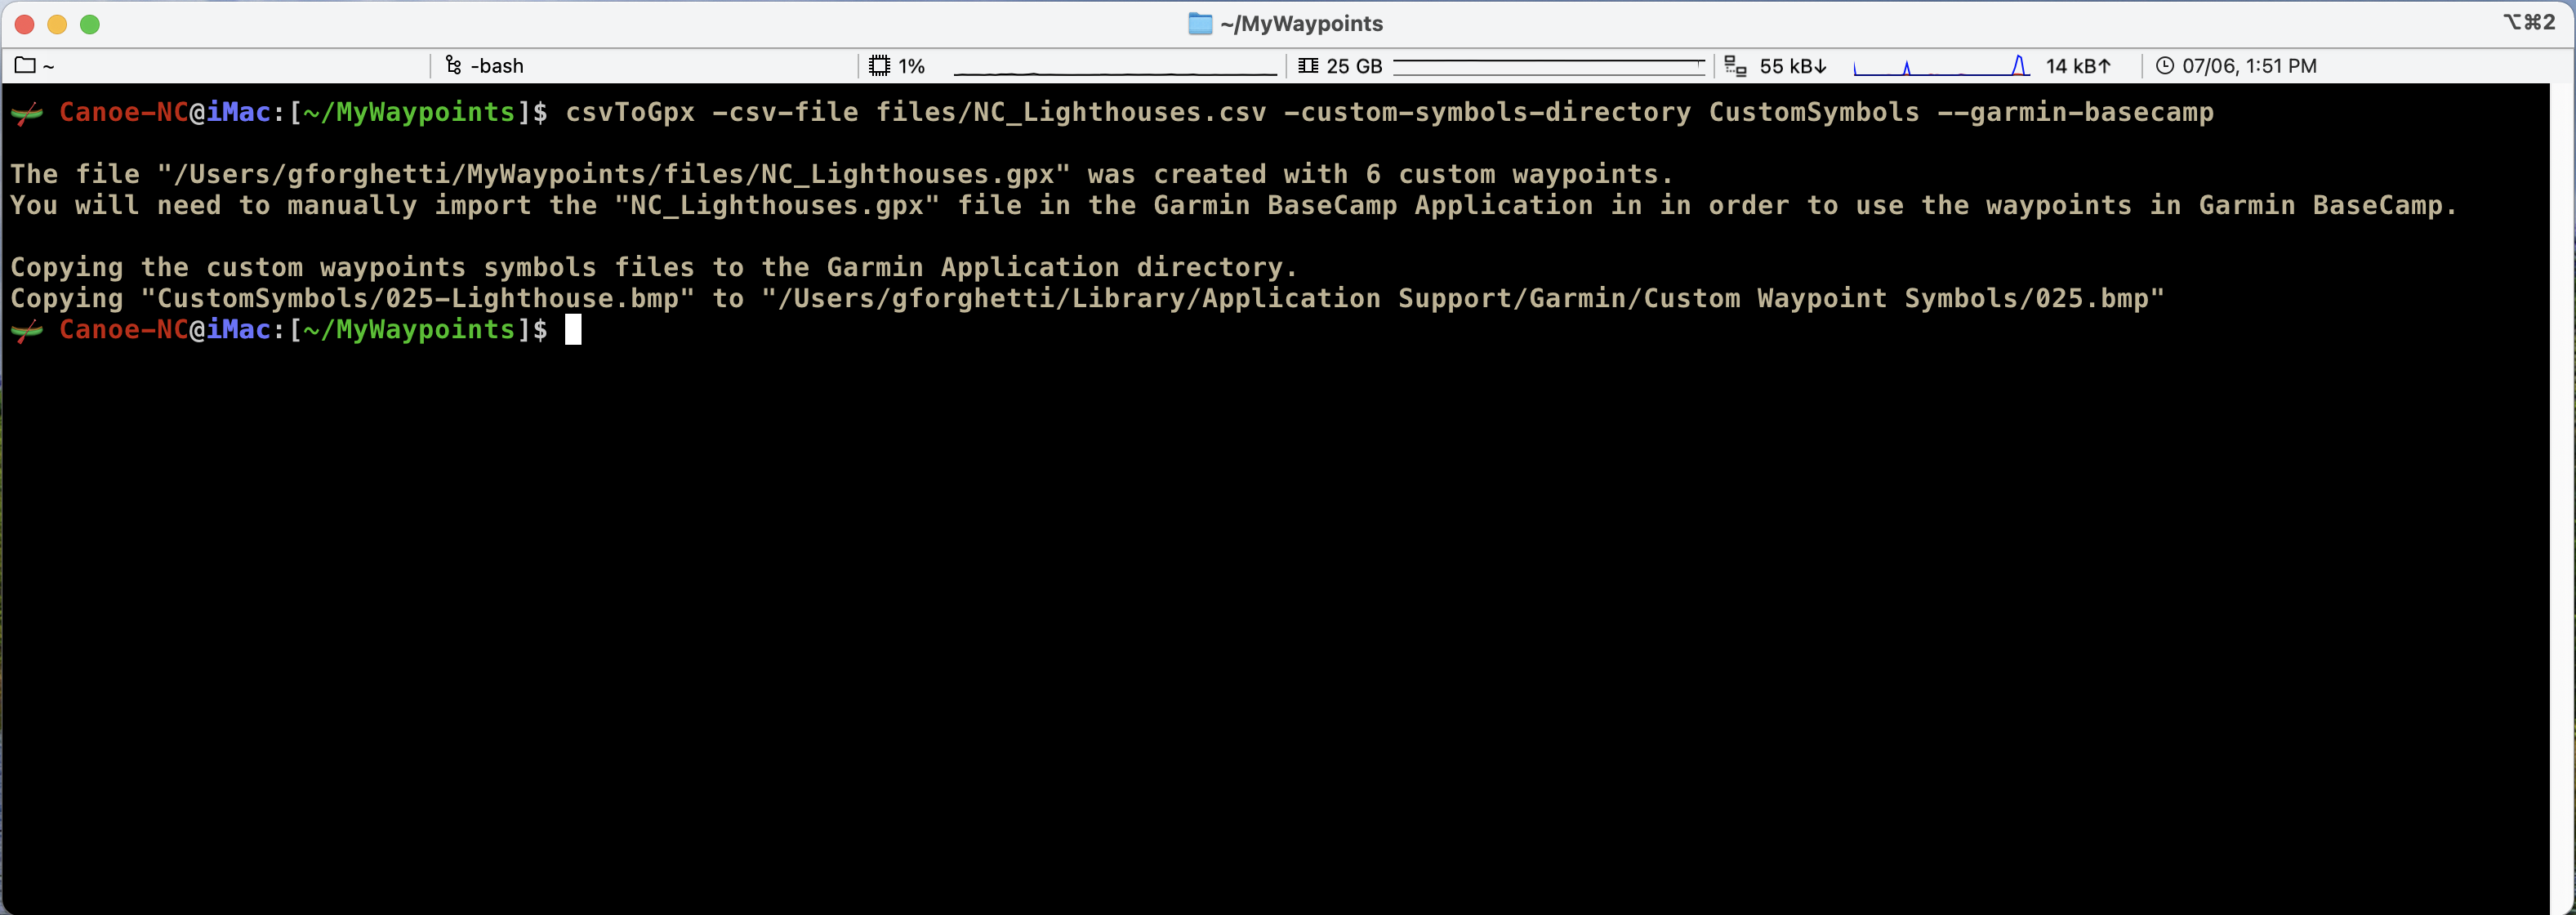 ~/MyWaypoints
⌥⌘2
~
-bash
1%
25 GB
55 kB↓
14 kB↑
07/06, 1:51 PM
Canoe-NC@iMac:[~/MyWaypoints]$ csvToGpx -csv-file files/NC_Lighthouses.csv -custom-symbols-directory CustomSymbols --garmin-basecamp
The file "/Users/gforghetti/MyWaypoints/files/NC_Lighthouses.gpx" was created with 6 custom waypoints.
You will need to manually import the "NC_Lighthouses.gpx" file in the Garmin BaseCamp Application in in order to use the waypoints in Garmin BaseCamp.
Copying the custom waypoints symbols files to the Garmin Application directory.
Copying "CustomSymbols/025-Lighthouse.bmp" to "/Users/gforghetti/Library/Application Support/Garmin/Custom Waypoint Symbols/025.bmp"
Canoe-NC@iMac:[~/MyWaypoints]$